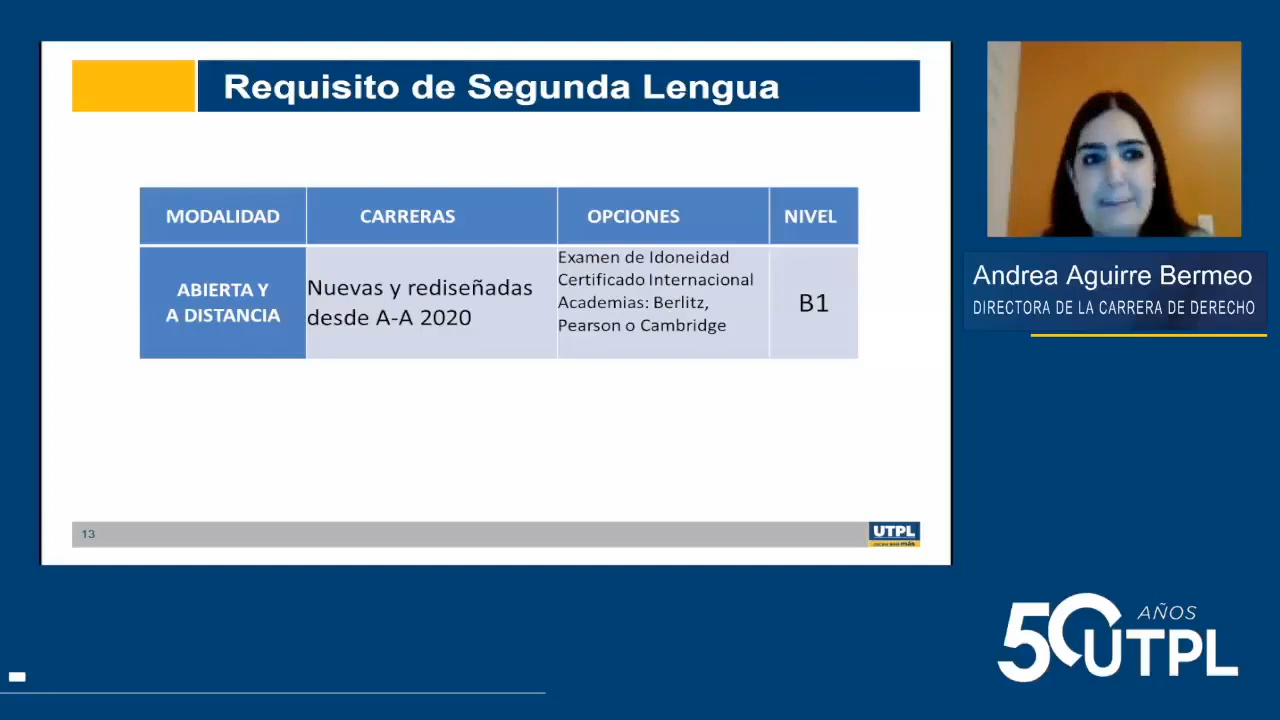 Requisito de Segunda Lengua
MODALIDAD
CARRERAS
OPCIONES
NIVEL
ABIERTA Y
A DISTANCIA
Nuevas y rediseñadas
desde A-A 2020
Examen de Idoneidad
Certificado Internacional
Academias: Berlitz,
Pearson o Cambridge
B1
13
UTPL
Andrea Aguirre Bermeo
DIRECTORA DE LA CARRERA DE DERECHO
50 AÑOS
UTPL